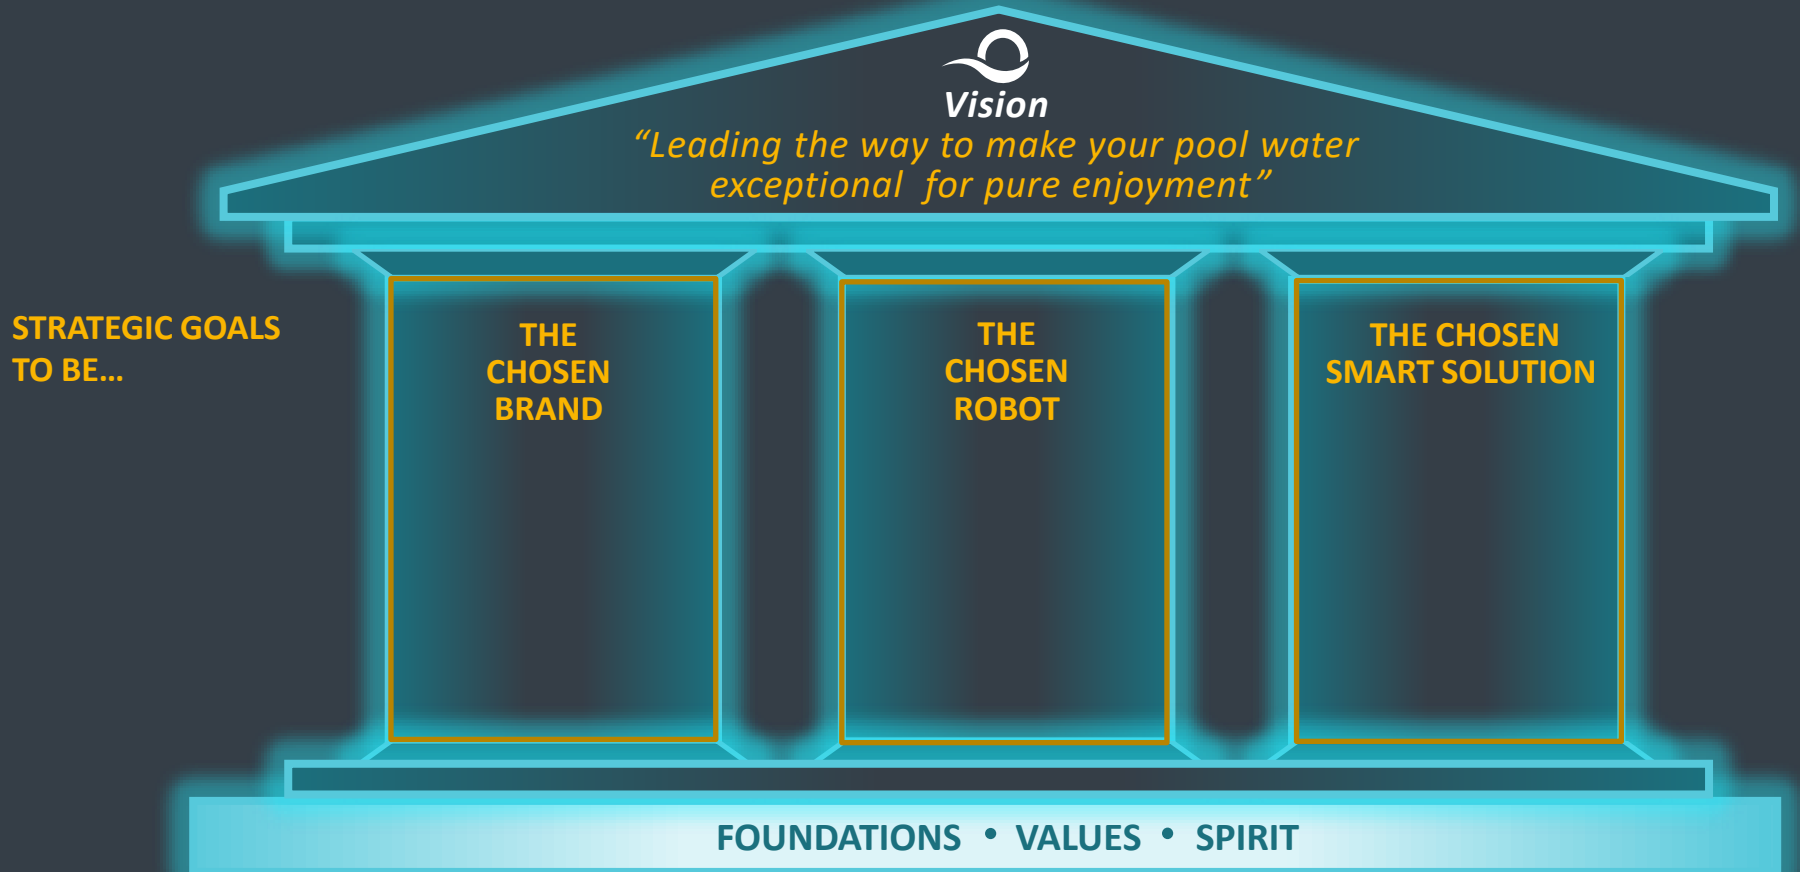 Vision
“Leading the way to make your pool water
exceptional for pure enjoyment”
STRATEGIC GOALS
TO BE...
THE
CHOSEN
BRAND
THE
CHOSEN
ROBOT
THE CHOSEN
SMART SOLUTION
FOUNDATIONS • VALUES • SPIRIT